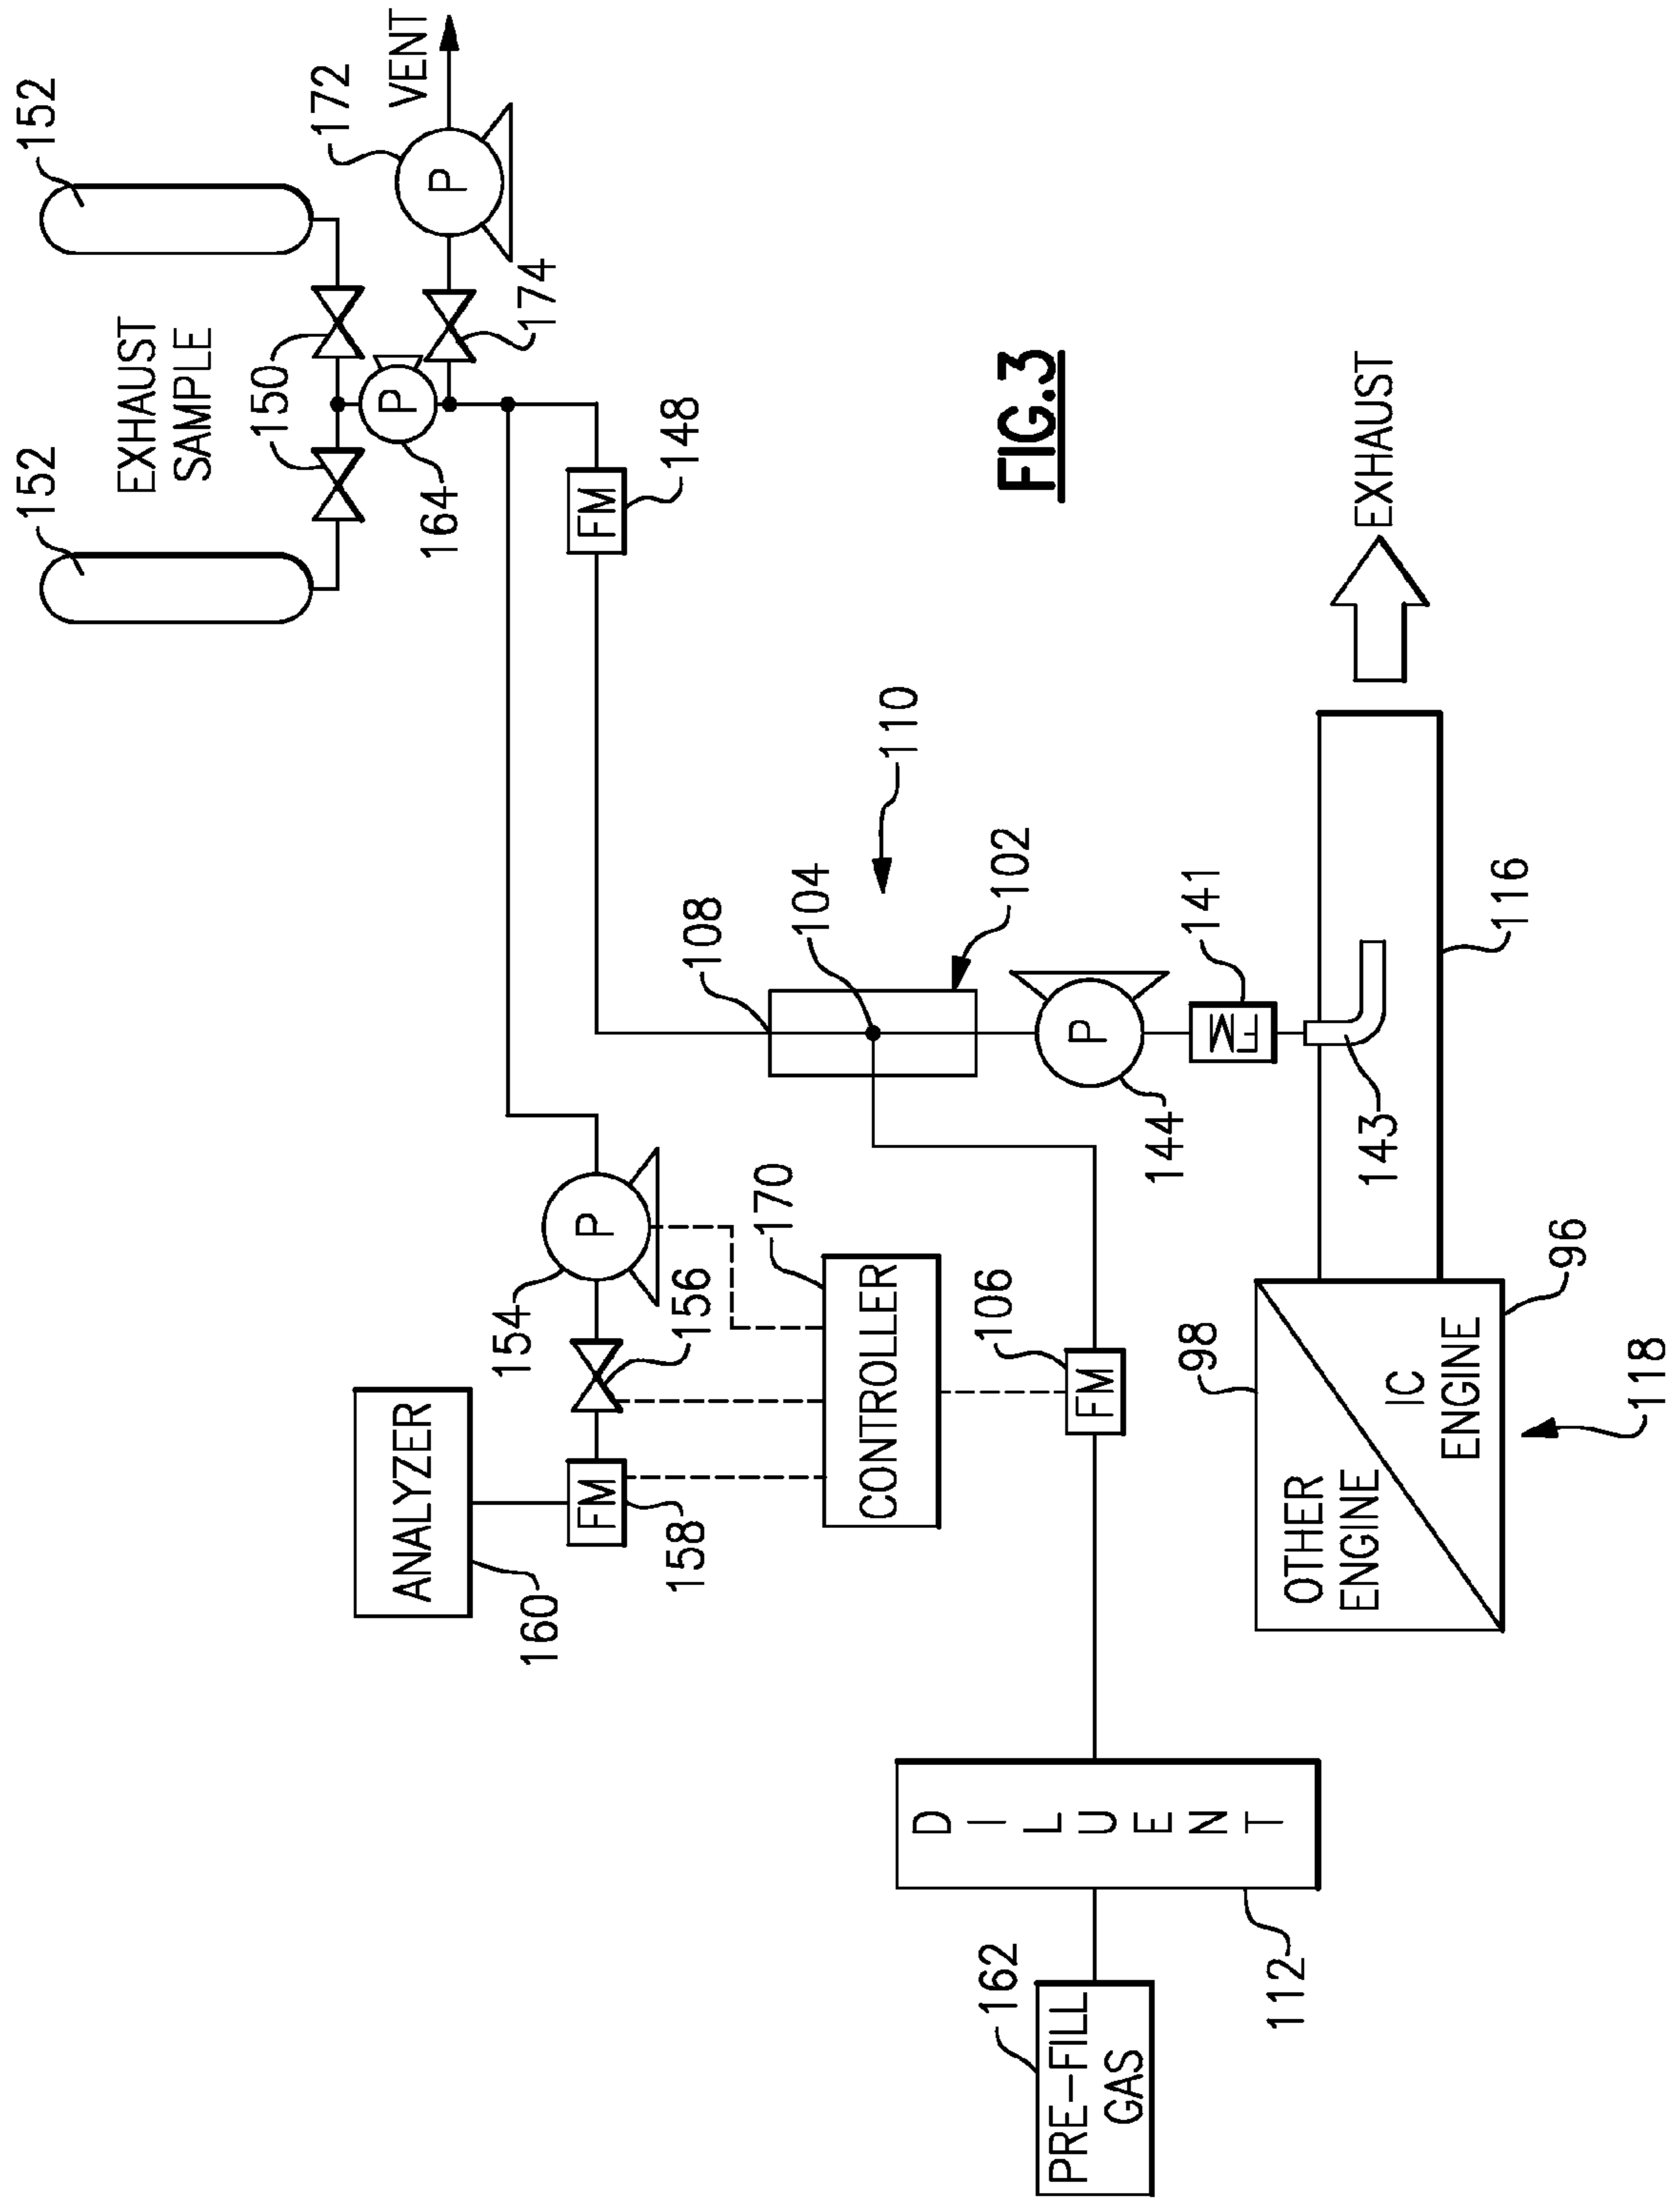 152
EXHAUST
SAMPLE
152
150
172
VENT
P
P
164
174
FM
148
ANALYZER
160
154
P
156
FM
158
170
CONTROLLER
108
104
110
102
106
FM
144
P
141
FM
143
116
EXHAUST
PRE-FILL
GAS
162
DILUENT
112
OTHER
ENGINE
IC
ENGINE
98
96
118
FIG.3